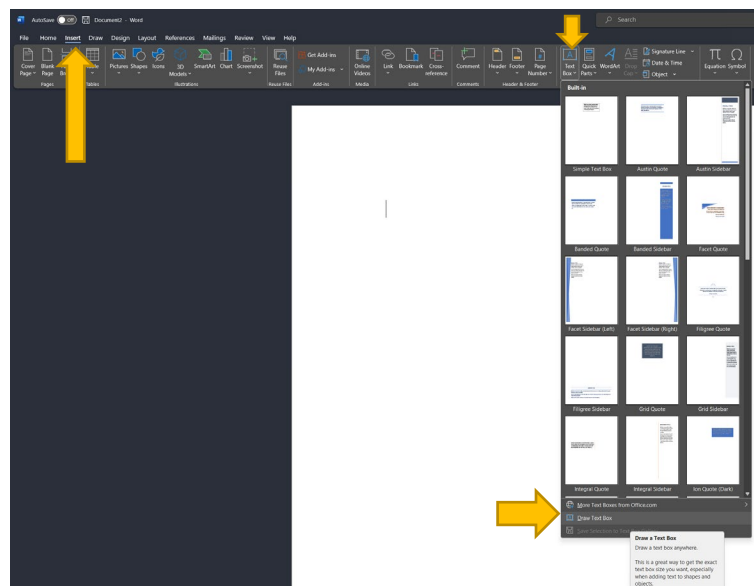 AutoSave Off Document2 - Word Search
File Home Insert Draw Design Layout References Mailings Review View Help
Cover Page Blank Page Pictures Shapes Icons 3D Models SmartArt Chart Screenshot Reuse Files Get Add-ins My Add-ins Online Videos Link Bookmark Cross-reference Comment Header Footer Page Number Text Box Quick Parts WordArt Signature Line Date & Time Object Equation Symbol
Pages Tables Illustrations Reuse Files Add-ins Media Links Comments Header & Footer
Built-in
Simple Text Box Austin Quote Austin Sidebar
Banded Quote Banded Sidebar Facet Quote
Facet Sidebar (Left) Facet Sidebar (Right) Filigree Quote
Filigree Sidebar Grid Quote Grid Sidebar
Integral Quote Integral Sidebar Ion Quote (Dark)
More Text Boxes from Office.com
Draw Text Box
Save Selection to
Draw a Text Box
Draw a text box anywhere.
This is a great way to get the exact
text box size you want, especially
when adding text to shapes and
objects.